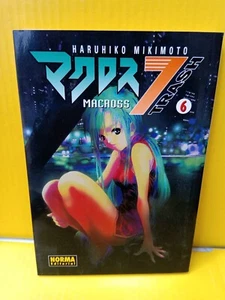 HARUHIKO MIKIMOTO
マクロス7
MACROSS
TRASH
6
NORMA
Editorial